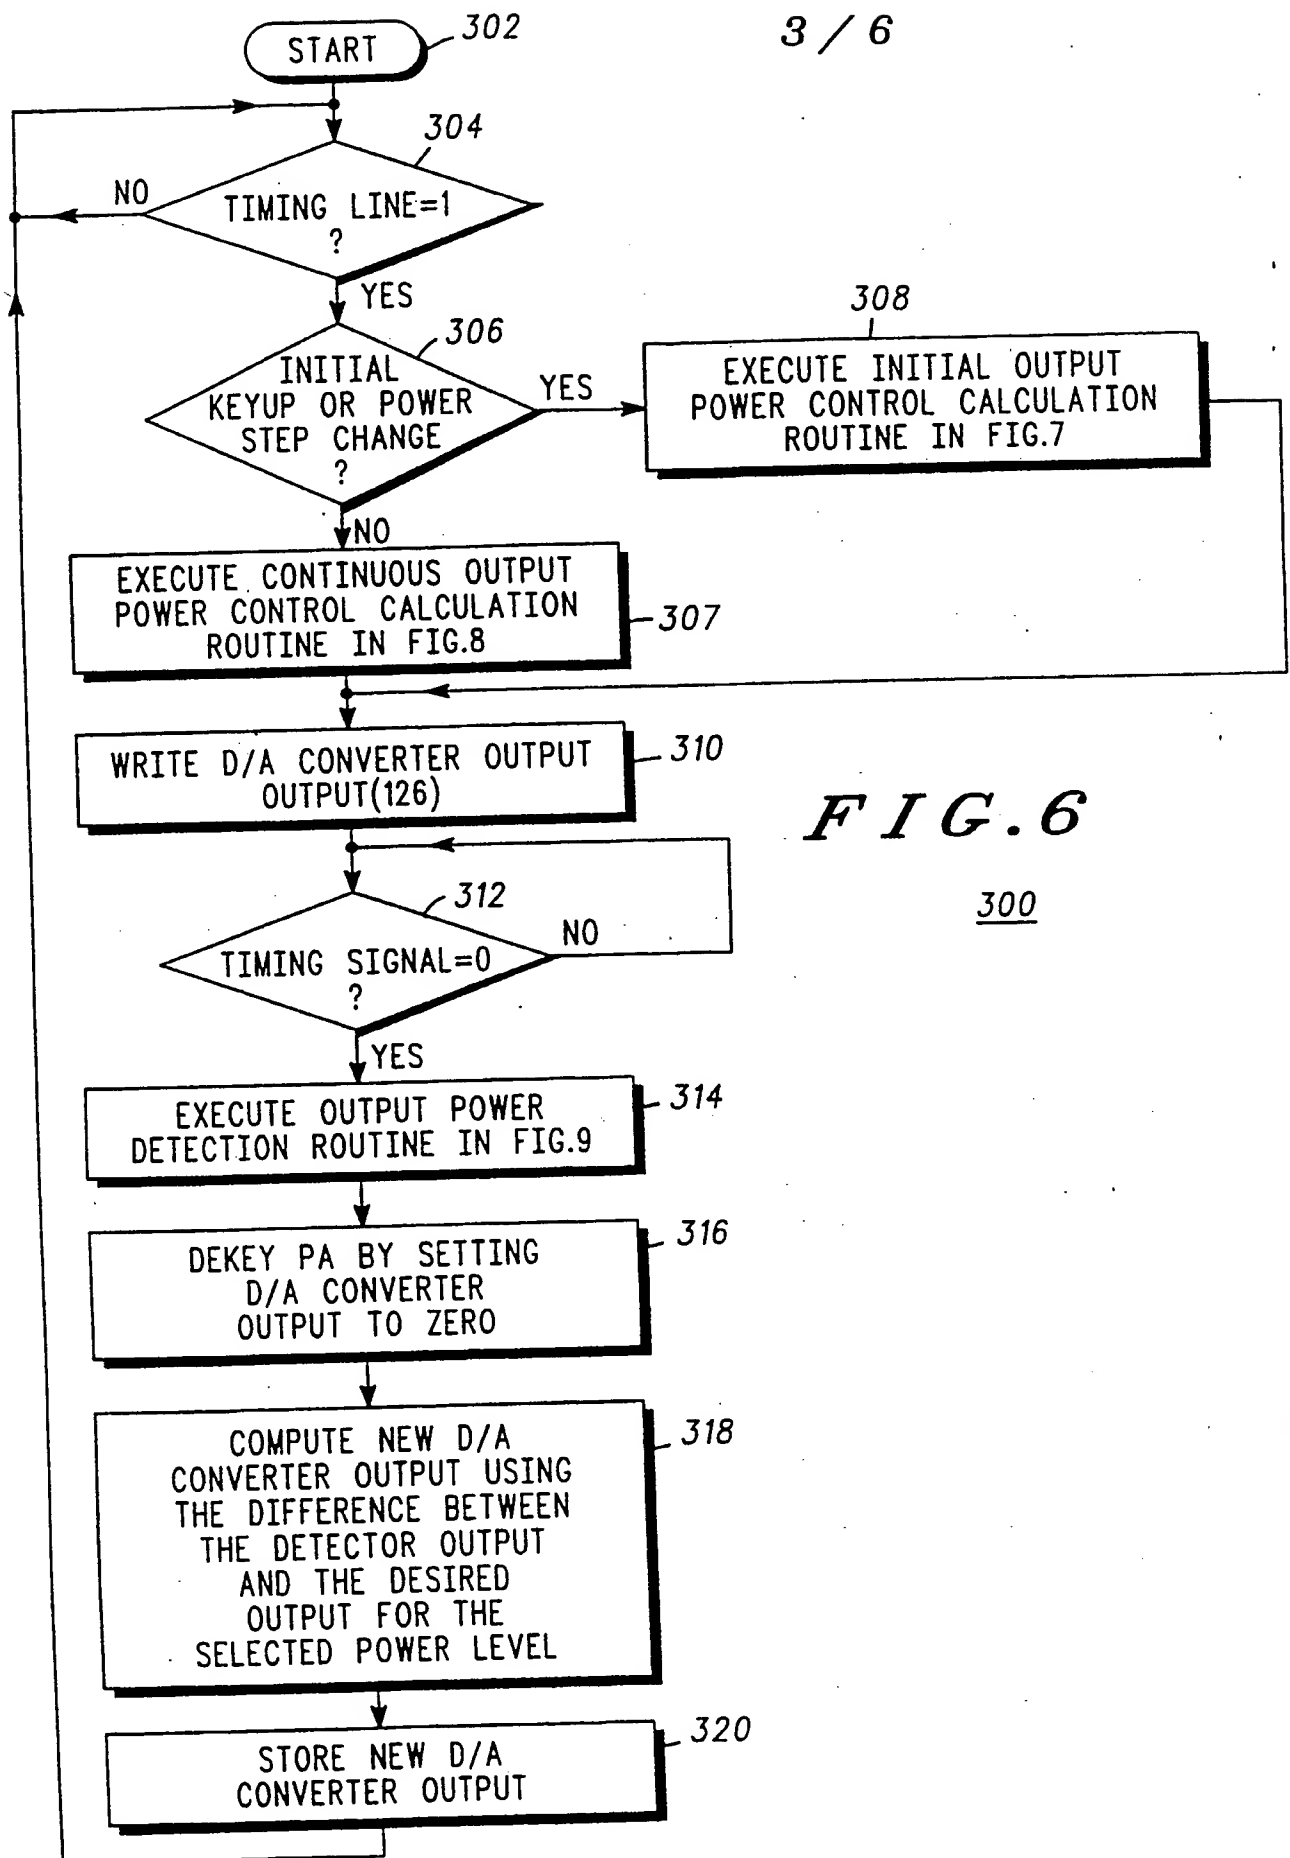 3/6
START
302
304
NO
TIMING LINE=1
?
YES
306
INITIAL
KEYUP OR POWER
STEP CHANGE
?
YES
308
EXECUTE INITIAL OUTPUT
POWER CONTROL CALCULATION
ROUTINE IN FIG.7
NO
EXECUTE CONTINUOUS OUTPUT
POWER CONTROL CALCULATION
ROUTINE IN FIG.8
307
WRITE D/A CONVERTER OUTPUT
OUTPUT(126)
310
FIG.6
300
312
NO
TIMING SIGNAL=0
?
YES
EXECUTE OUTPUT POWER
DETECTION ROUTINE IN FIG.9
314
DEKEY PA BY SETTING
D/A CONVERTER
OUTPUT TO ZERO
316
COMPUTE NEW D/A
CONVERTER OUTPUT USING
THE DIFFERENCE BETWEEN
THE DETECTOR OUTPUT
AND THE DESIRED
OUTPUT FOR THE
SELECTED POWER LEVEL
318
STORE NEW D/A
CONVERTER OUTPUT
320